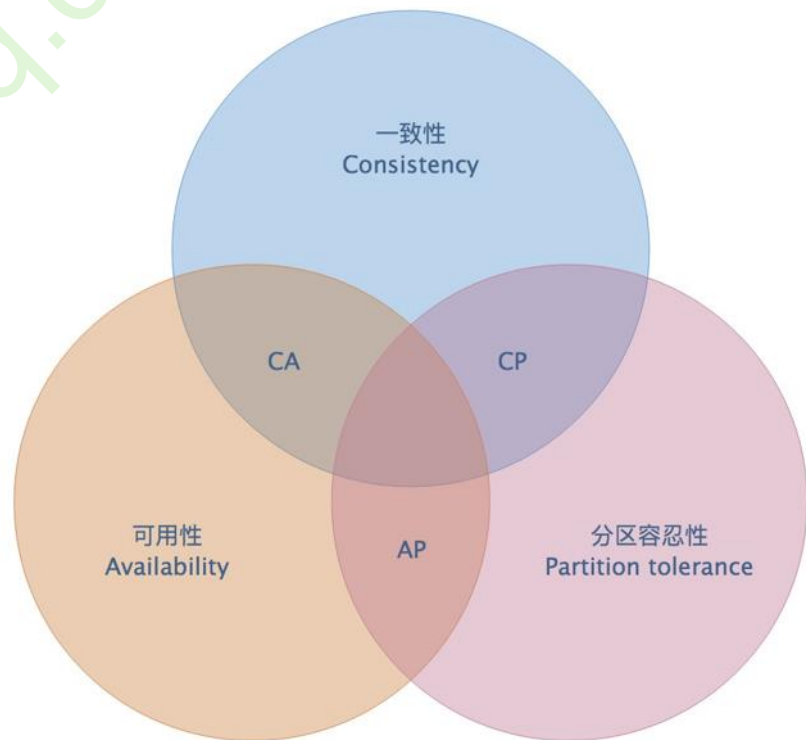 一致性
Consistency
CA
CP
可用性
Availability
AP
分区容忍性
Partition tolerance